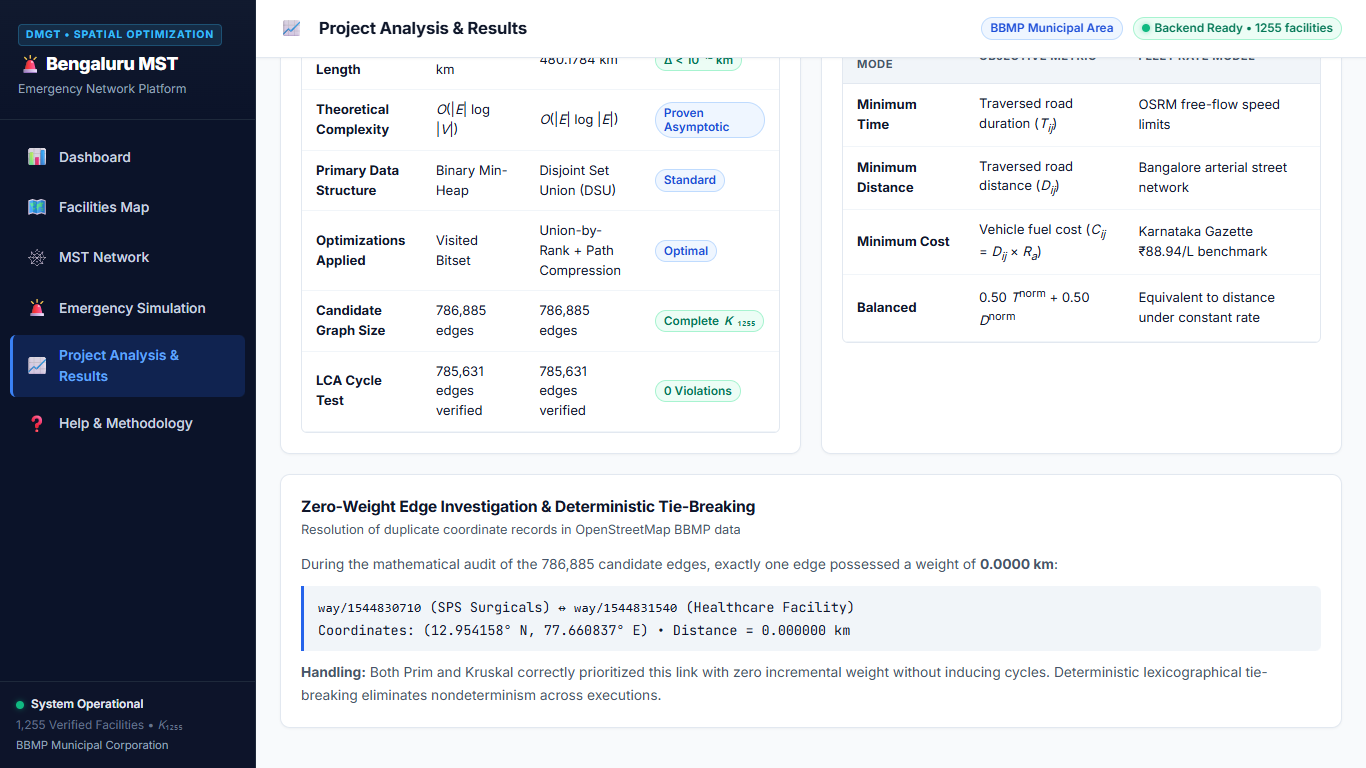 DMGT • SPATIAL OPTIMIZATION
Bengaluru MST
Emergency Network Platform
Dashboard
Facilities Map
MST Network
Emergency Simulation
Project Analysis &
Results
Help & Methodology
System Operational
1,255 Verified Facilities • K₁₂₅₅
BBMP Municipal Corporation
Project Analysis & Results
BBMP Municipal Area
Backend Ready • 1255 facilities
Length
km
480.1784 km
Theoretical
Complexity
O(|E| log
|V|)
O(|E| log |E|)
Proven
Asymptotic
Primary Data
Structure
Binary Min-
Heap
Disjoint Set
Union (DSU)
Standard
Optimizations
Applied
Visited
Bitset
Union-by-
Rank + Path
Compression
Optimal
Candidate
Graph Size
786,885
edges
786,885
edges
Complete K ₁₂₅₅
LCA Cycle
Test
785,631
edges
verified
785,631
edges
verified
0 Violations
MODE
Minimum
Time
Traversed road
duration (Tij)
OSRM free-flow speed
limits
Minimum
Distance
Traversed road
distance (Dij)
Bangalore arterial street
network
Minimum Cost
Vehicle fuel cost (Cij
= Dij × Ra)
Karnataka Gazette
₹88.94/L benchmark
Balanced
0.50 Tnorm + 0.50
Dnorm
Equivalent to distance
under constant rate
Zero-Weight Edge Investigation & Deterministic Tie-Breaking
Resolution of duplicate coordinate records in OpenStreetMap BBMP data
During the mathematical audit of the 786,885 candidate edges, exactly one edge possessed a weight of 0.0000 km:
way/1544830710 (SPS Surgicals) ↔ way/1544831540 (Healthcare Facility)
Coordinates: (12.954158° N, 77.660837° E) • Distance = 0.000000 km
Handling: Both Prim and Kruskal correctly prioritized this link with zero incremental weight without inducing cycles. Deterministic lexicographical tie-
breaking eliminates nondeterminism across executions.